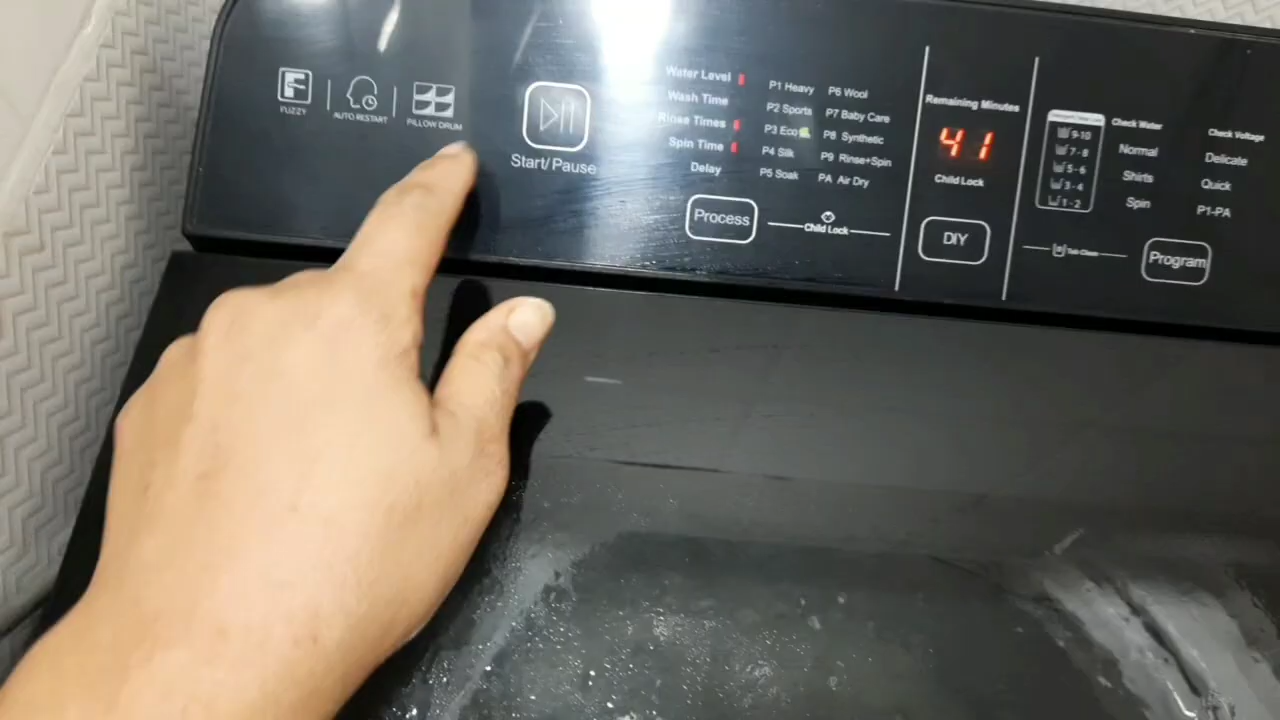 FUZZY
AUTO RESTART
PILLOW DRUM
Start/Pause
Water Level
Wash Time
Rinse Times
Spin Time
Delay
Process
P1 Heavy
P2 Sports
P3 Eco
P4 Silk
P5 Soak
P6 Wool
P7 Baby Care
P8 Synthetic
P9 Rinse+Spin
PA Air Dry
Child Lock
Remaining Minutes
41
Child Lock
DIY
9-10
7-8
5-6
3-4
1-2
Check Water
Normal
Shirts
Spin
Check Voltage
Delicate
Quick
P1-PA
Tub Clean
Program